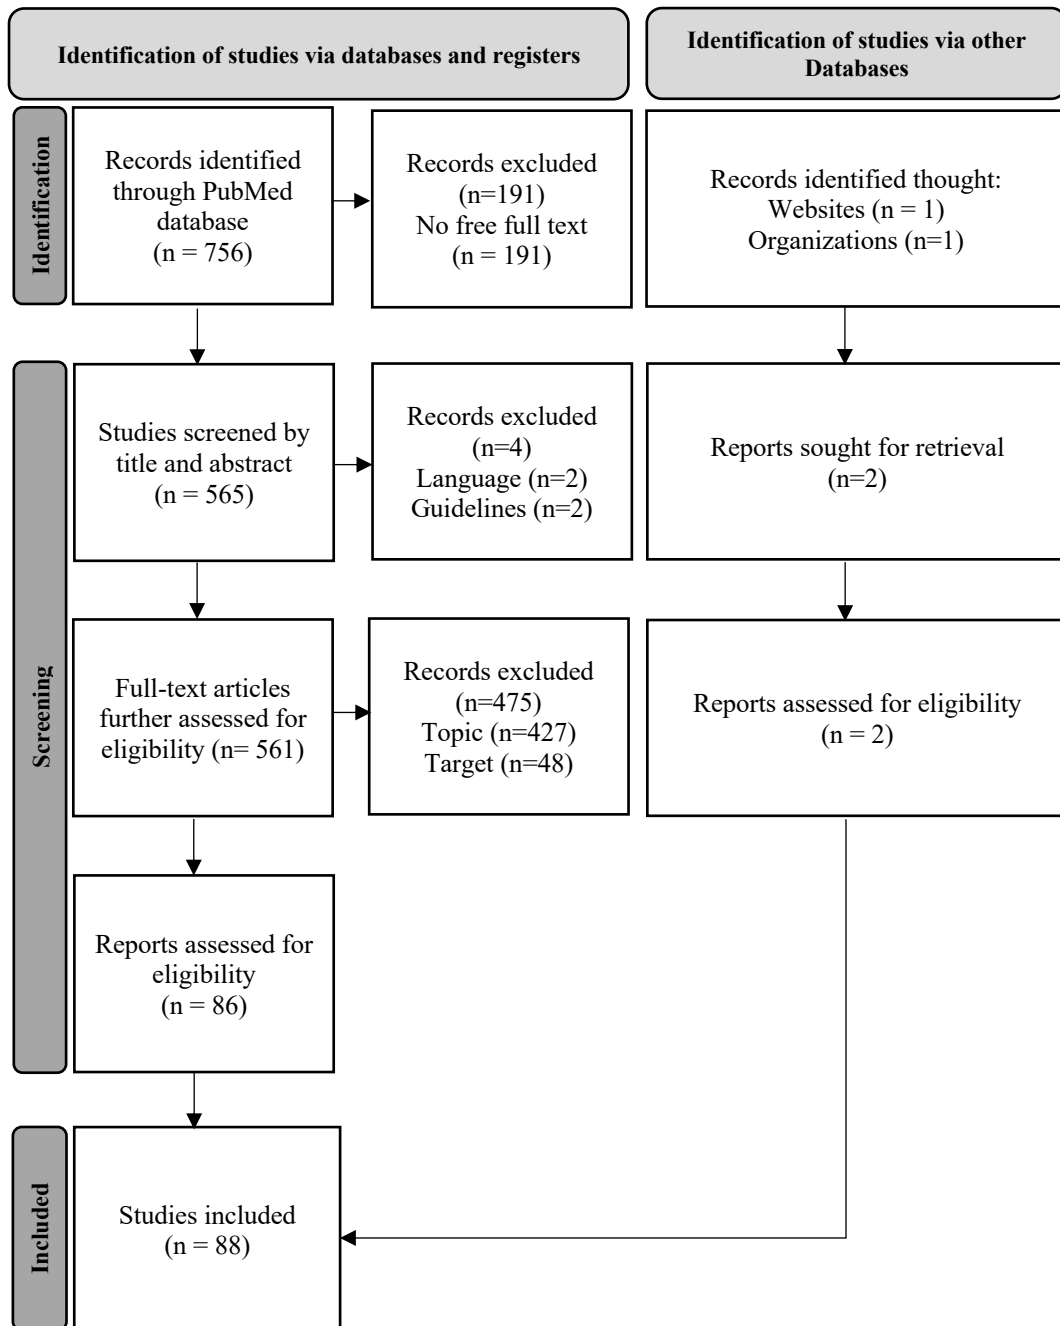 Identification of studies via databases and registers
Identification of studies via other
Databases
Identification
Records identified
through PubMed
database
(n = 756)
Records excluded
(n=191)
No free full text
(n = 191)
Records identified thought:
Websites (n = 1)
Organizations (n=1)
Screening
Studies screened by
title and abstract
(n = 565)
Records excluded
(n=4)
Language (n=2)
Guidelines (n=2)
Reports sought for retrieval
(n=2)
Full-text articles
further assessed for
eligibility (n= 561)
Records excluded
(n=475)
Topic (n=427)
Target (n=48)
Reports assessed for eligibility
(n = 2)
Reports assessed for
eligibility
(n = 86)
Included
Studies included
(n = 88)